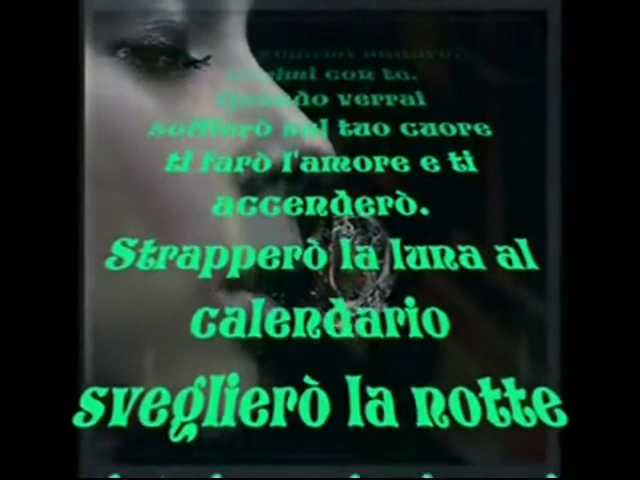 con te.
Quando verrai
soffierò sul tuo cuore
ti farò l'amore e ti
accenderò.
Strapperò la luna al
calendario
sveglierò la notte